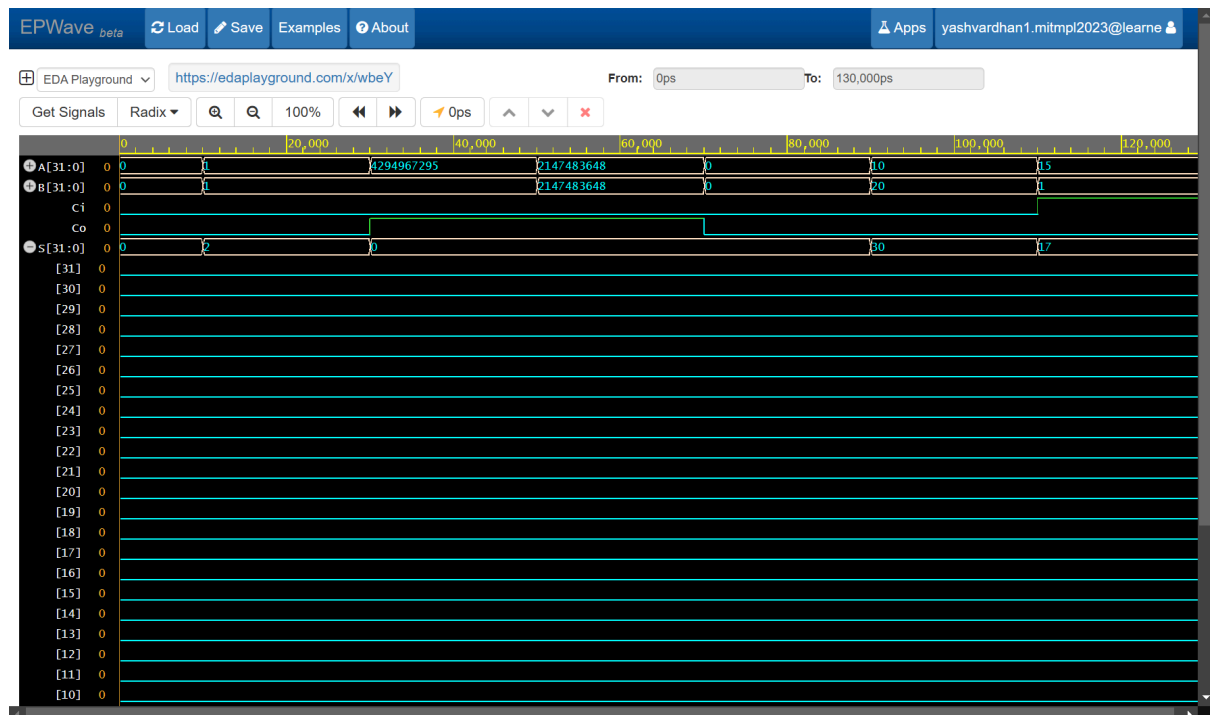 EPWave beta Load Save Examples About Apps yashvardhan1.mitmpl2023@learne
EDA Playground https://edaplayground.com/x/wbeY From: 0ps To: 130,000ps
Get Signals Radix 100% 0ps
0 20,000 40,000 60,000 80,000 100,000 120,000
A[31:0] 0 0 1 4294967295 2147483648 0 10 15
B[31:0] 0 0 1 2147483648 0 20 1
Ci 0
Co 0
S[31:0] 0 0 2 0 30 17
[31] 0
[30] 0
[29] 0
[28] 0
[27] 0
[26] 0
[25] 0
[24] 0
[23] 0
[22] 0
[21] 0
[20] 0
[19] 0
[18] 0
[17] 0
[16] 0
[15] 0
[14] 0
[13] 0
[12] 0
[11] 0
[10] 0